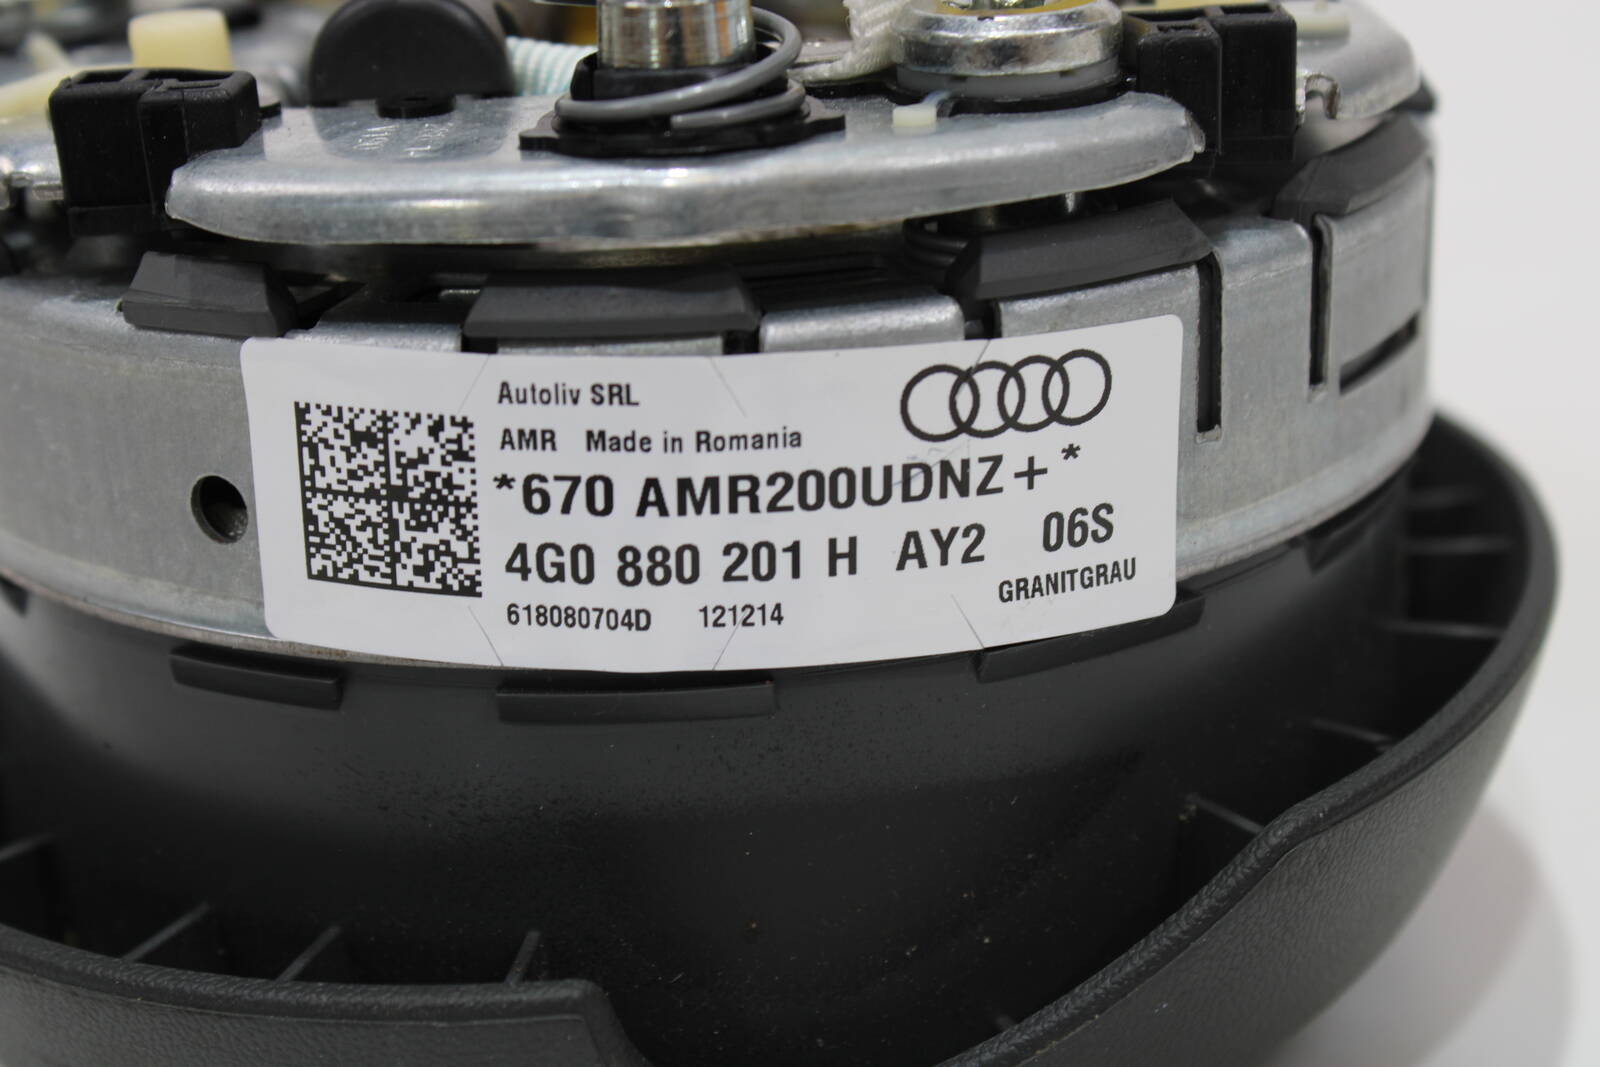 Autoliv SRL
AMR Made in Romania
*670 AMR200UDNZ+*
4G0 880 201 H AY2 06S
GRANITGRAU
618080704D 121214